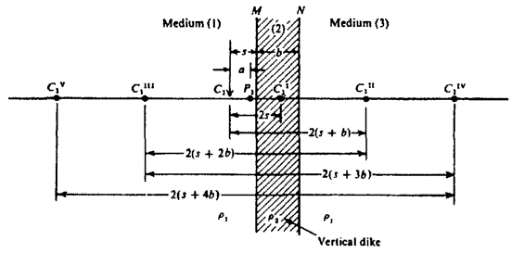 M N
Medium (1) (2) Medium (3)
s b
a
C₁ⱽ C₁ᴵᴵᴵ C₁ P₁ C₁ᴵ C₁ᴵᴵ C₁ᴵⱽ
2s
2(s + b)
2(s + 2b)
2(s + 3b)
2(s + 4b)
ρ₁ ρ₂ ρ₁
Vertical dike